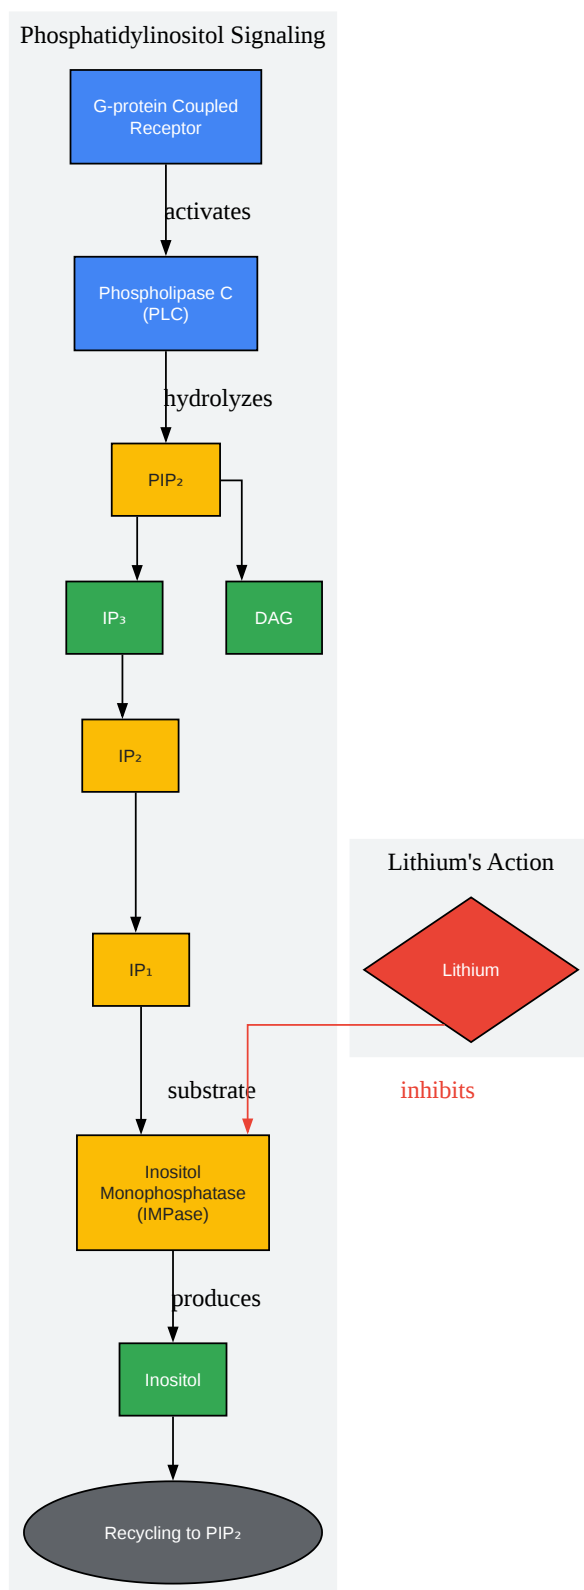 Phosphatidylinositol Signaling
G-protein Coupled
Receptor
activates
Phospholipase C
(PLC)
hydrolyzes
PIP₂
IP₃
DAG
IP₂
Lithium's Action
IP₁
Lithium
substrate
inhibits
Inositol
Monophosphatase
(IMPase)
produces
Inositol
Recycling to PIP₂